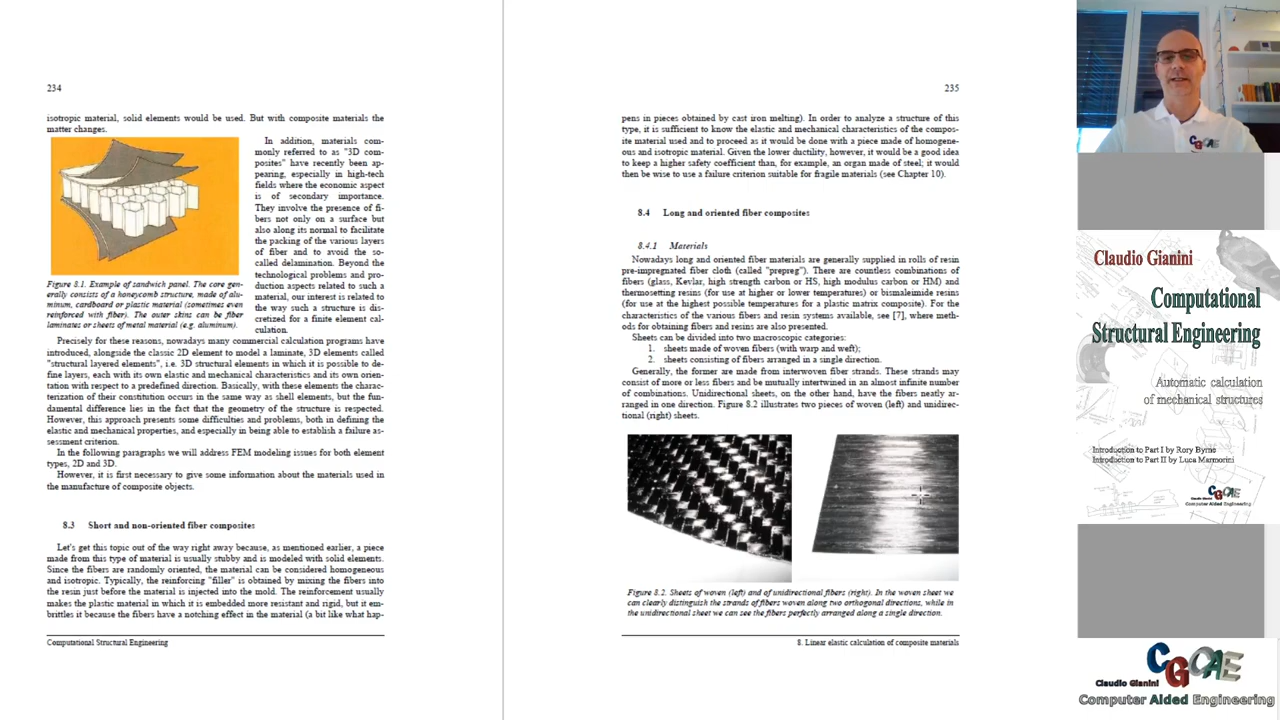 234
isotropic material, solid elements would be used. But with composite materials the
matter changes.
In addition, materials com-
monly referred to as "3D com-
posites" have recently been ap-
pearing, especially in high-tech
fields where the economic aspect
is of secondary importance.
They involve the presence of fi-
bers not only on a surface but
also along its normal to facilitate
the packing of the various layers
of fiber and to avoid the so-
called delamination. Beyond the
technological problems and pro-
duction aspects related to such a
material, our interest is related to
the way such a structure is dis-
cretized for a finite element cal-
culation.
Figure 8.1. Example of sandwich panel. The core gen-
erally consists of a honeycomb structure, made of alu-
minum, cardboard or plastic material (sometimes even
reinforced with fiber). The outer skins can be fiber
laminates or sheets of metal material (e.g. aluminum).
Precisely for these reasons, nowadays many commercial calculation programs have
introduced, alongside the classic 2D element to model a laminate, 3D elements called
"structural layered elements", i.e. 3D structural elements in which it is possible to de-
fine layers, each with its own elastic and mechanical characteristics and its own orien-
tation with respect to a predefined direction. Basically, with these elements the charac-
terization of their constitution occurs in the same way as shell elements, but the fun-
damental difference lies in the fact that the geometry of the structure is respected.
However, this approach presents some difficulties and problems, both in defining the
elastic and mechanical properties, and especially in being able to establish a failure as-
sessment criterion.
In the following paragraphs we will address FEM modeling issues for both element
types, 2D and 3D.
However, it is first necessary to give some information about the materials used in
the manufacture of composite objects.
8.3 Short and non-oriented fiber composites
Let's get this topic out of the way right away because, as mentioned earlier, a piece
made from this type of material is usually stubby and is modeled with solid elements.
Since the fibers are randomly oriented, the material can be considered homogeneous
and isotropic. Typically, the reinforcing "filler" is obtained by mixing the fibers into
the resin just before the material is injected into the mold. The reinforcement usually
makes the plastic material in which it is embedded more resistant and rigid, but it em-
brittles it because the fibers have a notching effect in the material (a bit like what hap-
Computational Structural Engineering
235
pens in pieces obtained by cast iron melting). In order to analyze a structure of this
type, it is sufficient to know the elastic and mechanical characteristics of the compos-
ite material used and to proceed as it would be done with a piece made of homogene-
ous and isotropic material. Given the lower ductility, however, it would be a good idea
to keep a higher safety coefficient than, for example, an organ made of steel; it would
then be wise to use a failure criterion suitable for fragile materials (see Chapter 10).
8.4 Long and oriented fiber composites
8.4.1 Materials
Nowadays long and oriented fiber materials are generally supplied in rolls of resin
pre-impregnated fiber cloth (called "prepreg"). There are countless combinations of
fibers (glass, Kevlar, high strength carbon or HS, high modulus carbon or HM) and
thermosetting resins (for use at higher or lower temperatures) or bismaleimide resins
(for use at the highest possible temperatures for a plastic matrix composite). For the
characteristics of the various fibers and resin systems available, see [7], where meth-
ods for obtaining fibers and resins are also presented.
Sheets can be divided into two macroscopic categories:
1. sheets made of woven fibers (with warp and weft);
2. sheets consisting of fibers arranged in a single direction.
Generally, the former are made from interwoven fiber strands. These strands may
consist of more or less fibers and be mutually intertwined in an almost infinite number
of combinations. Unidirectional sheets, on the other hand, have the fibers neatly ar-
ranged in one direction. Figure 8.2 illustrates two pieces of woven (left) and unidirec-
tional (right) sheets.
Figure 8.2. Sheets of woven (left) and of unidirectional fibers (right). In the woven sheet we
can clearly distinguish the strands of fibers woven along two orthogonal directions, while in
the unidirectional sheet we can see the fibers perfectly arranged along a single direction.
8. Linear elastic calculation of composite materials
CGCAE
Claudio Gianini
Computational
Structural Engineering
Automatic calculation
of mechanical structures
Introduction to Part I by Rory Byrne
Introduction to Part II by Luca Marmorini
CGCAE
Computer Aided Engineering
CGCAE
Claudio Gianini
Computer Aided Engineering